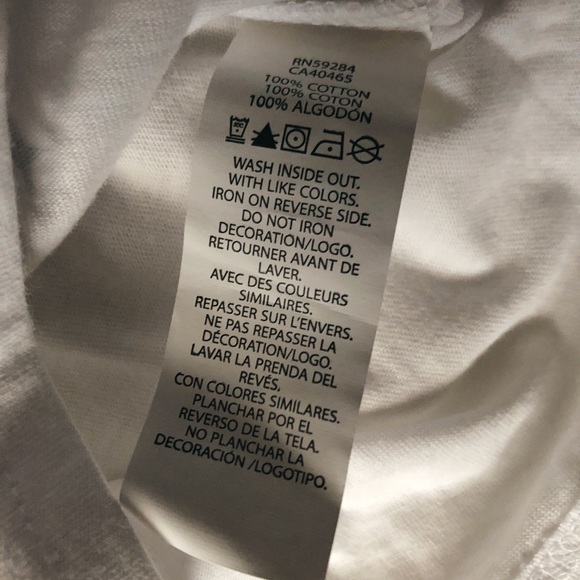 RN59284
CA40465
100% COTTON
100% COTON
100% ALGODÓN
WASH INSIDE OUT.
WITH LIKE COLORS.
IRON ON REVERSE SIDE.
DO NOT IRON
DECORATION/LOGO.
RETOURNER AVANT DE
LAVER.
AVEC DES COULEURS
SIMILAIRES.
REPASSER SUR L'ENVERS.
NE PAS REPASSER LA
DÉCORATION/LOGO.
LAVAR LA PRENDA DEL
REVÉS.
CON COLORES SIMILARES.
PLANCHAR POR EL
REVERSO DE LA TELA.
NO PLANCHAR LA
DECORACIÓN /LOGOTIPO.